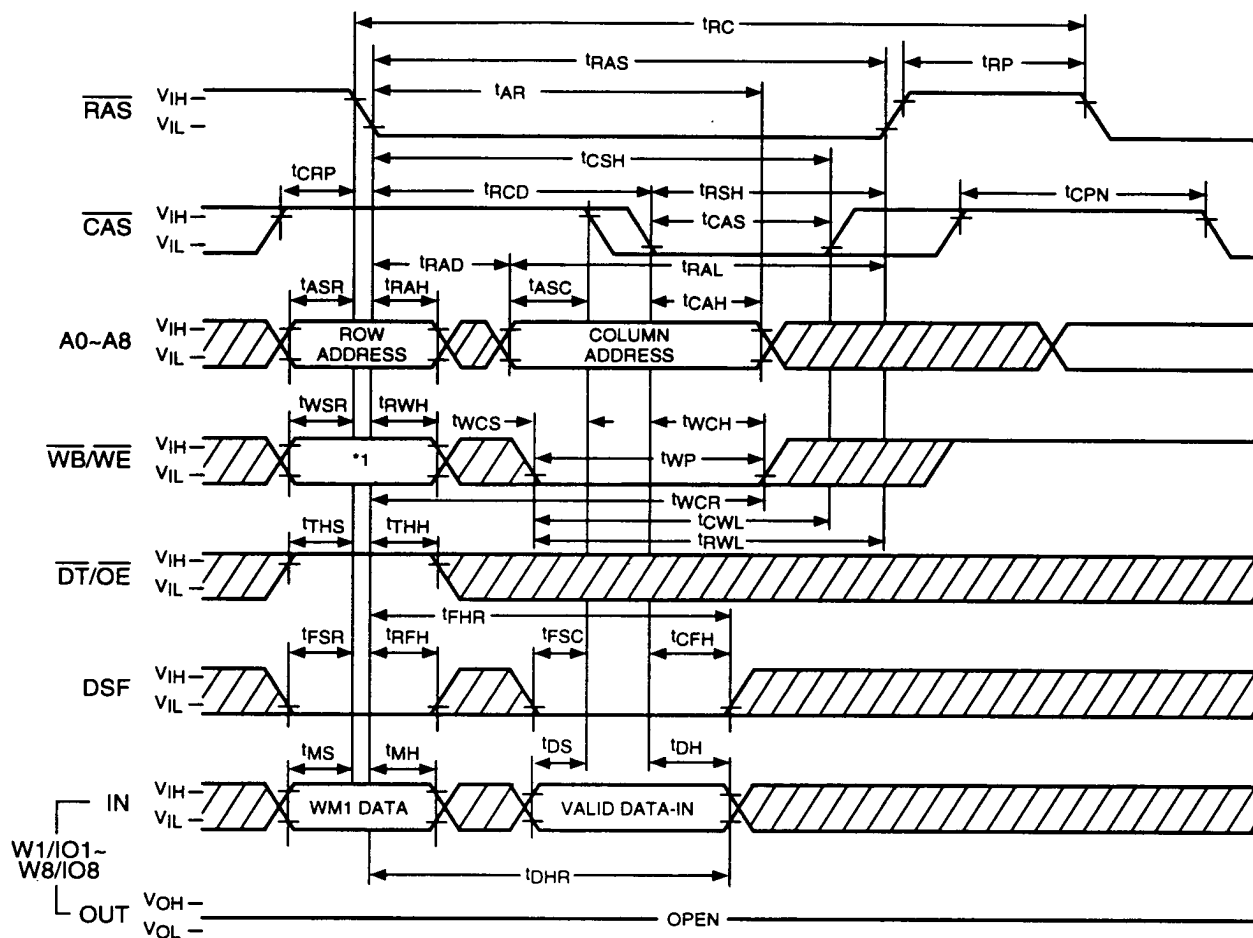 tRC
tRAS
tRP
tAR
RAS
VIH
VIL
tCSH
tCRP
tRCD
tRSH
tCPN
CAS
VIH
VIL
tCAS
tRAD
tRAL
tASR
tRAH
tASC
tCAH
A0~A8
VIH
VIL
ROW
ADDRESS
COLUMN
ADDRESS
tWSR
tRWH
tWCS
tWCH
WB/WE
VIH
VIL
*1
tWP
tWCR
tCWL
tRWL
tTHS
tTHH
DT/OE
VIH
VIL
tFHR
tFSR
tRFH
tFSC
tCFH
DSF
VIH
VIL
tMS
tMH
tDS
tDH
IN
VIH
VIL
WM1 DATA
VALID DATA-IN
W1/IO1~
W8/IO8
tDHR
OUT
VOH
VOL
OPEN